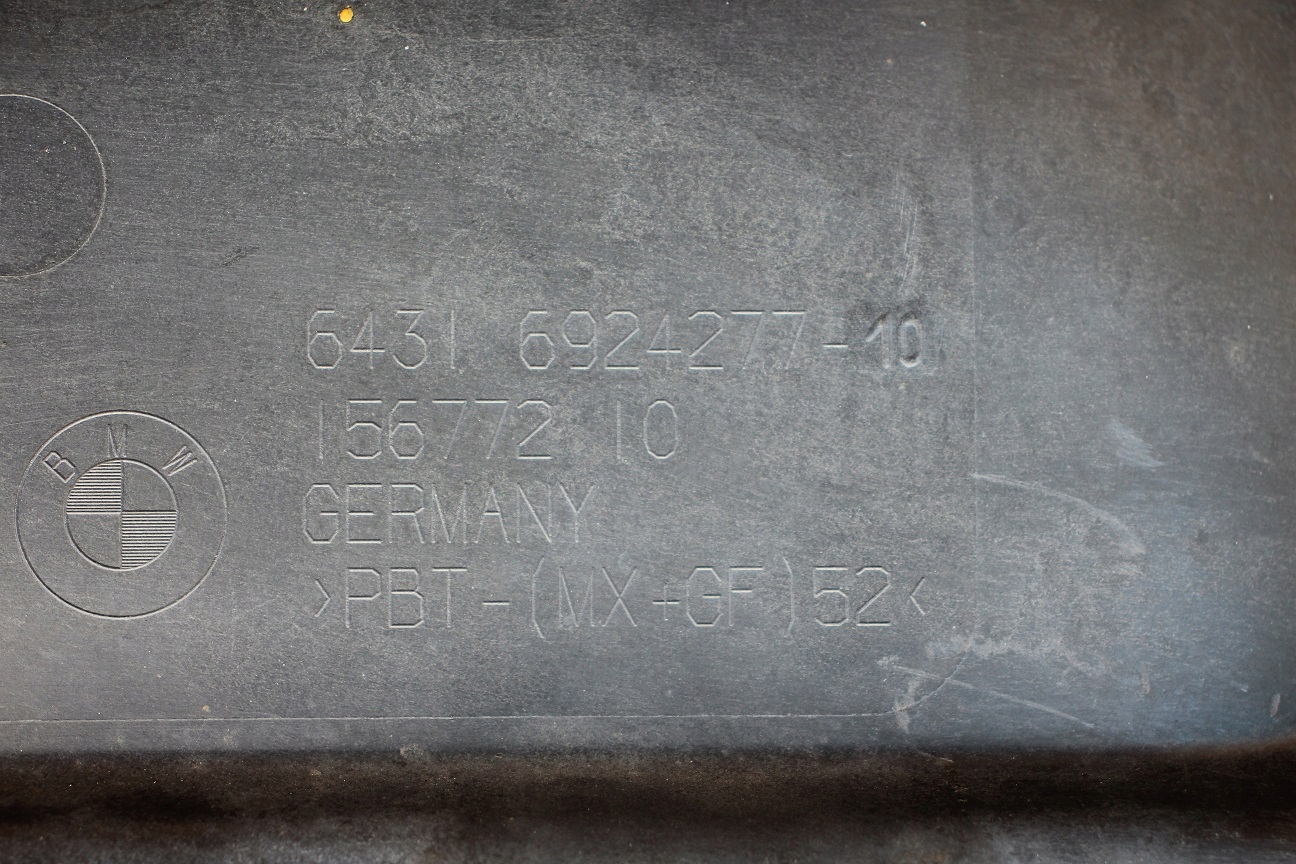 6431 6924277-10
156772 10
BMW
GERMANY
>PBT-(MX+GF)52<